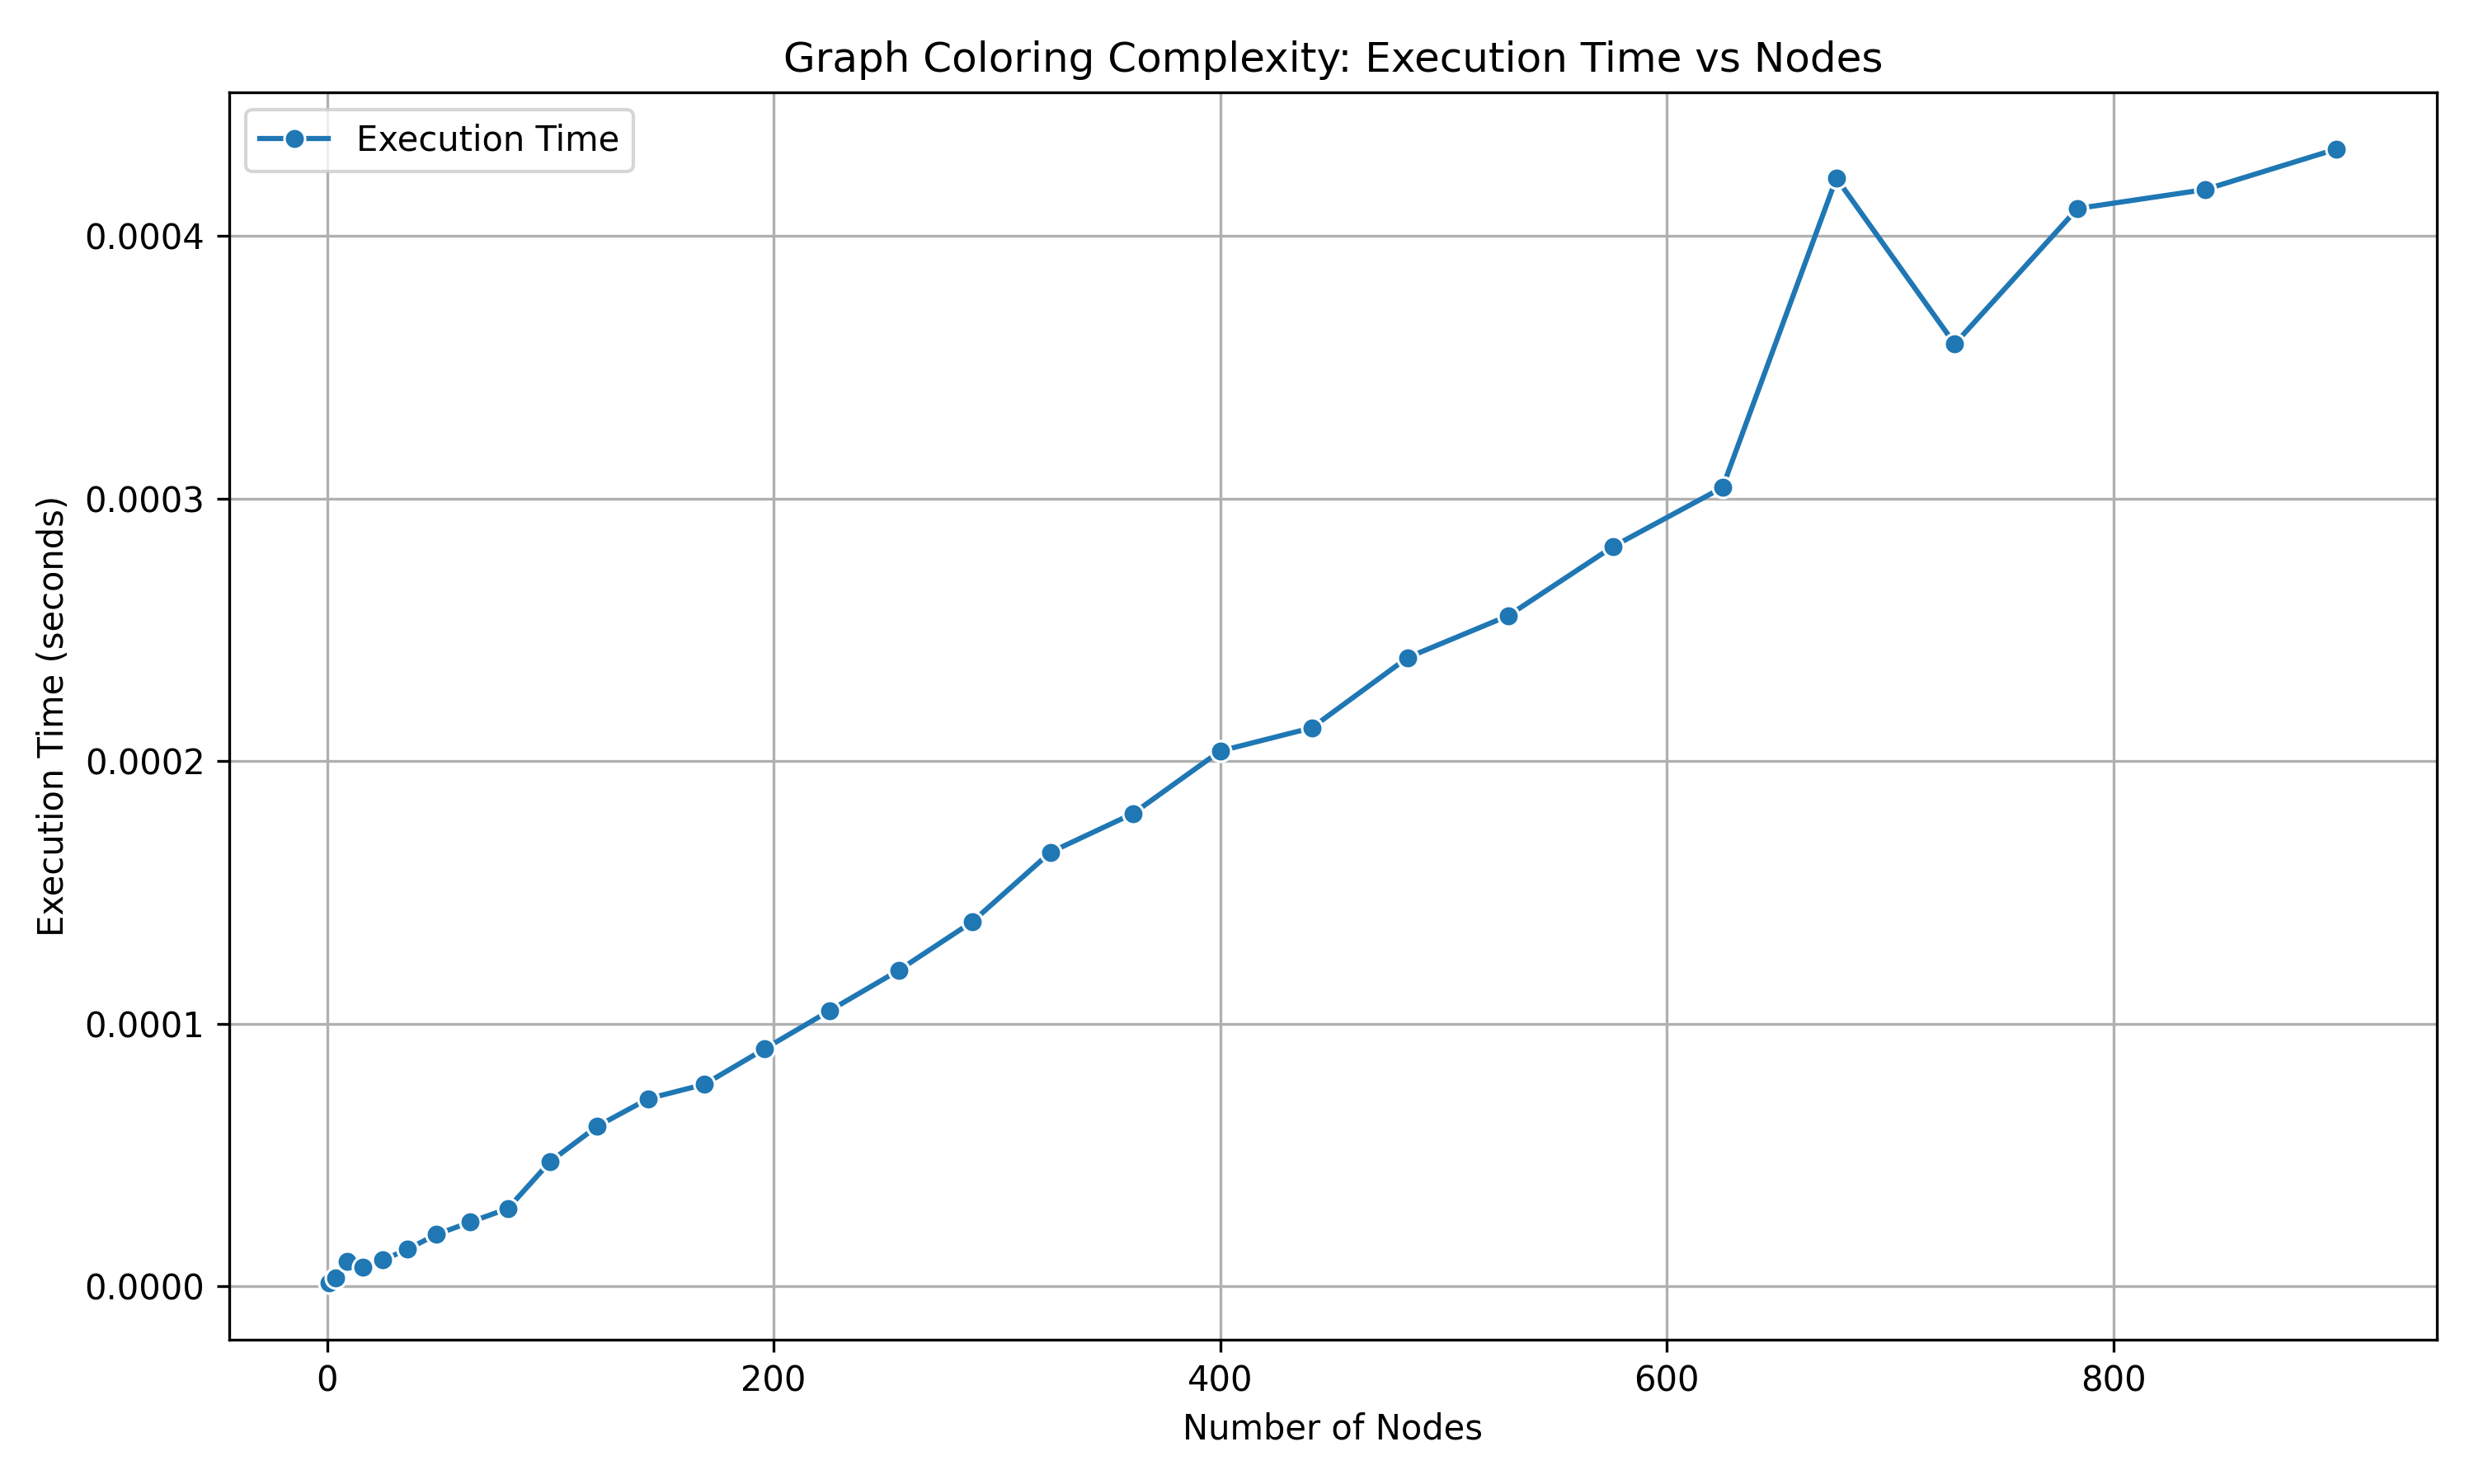 Graph Coloring Complexity: Execution Time vs Nodes
Execution Time
Execution Time (seconds)
0.0004
0.0003
0.0002
0.0001
0.0000
0
200
400
600
800
Number of Nodes